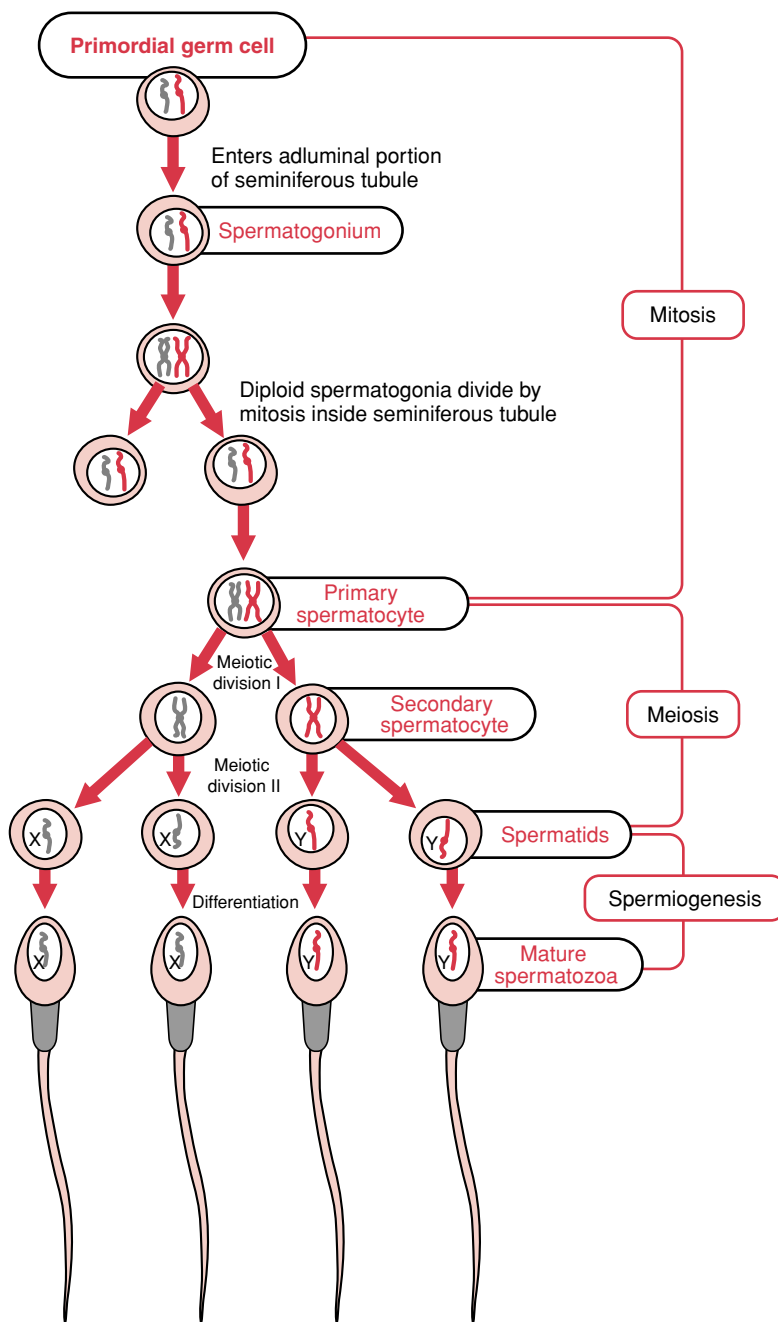 Primordial germ cell
Enters adluminal portion
of seminiferous tubule
Spermatogonium
Mitosis
Diploid spermatogonia divide by
mitosis inside seminiferous tubule
Primary
spermatocyte
Meiotic
division I
Secondary
spermatocyte
Meiosis
Meiotic
division II
X
X
Y
Y
Spermatids
Spermiogenesis
Differentiation
X
X
Y
Y
Mature
spermatozoa